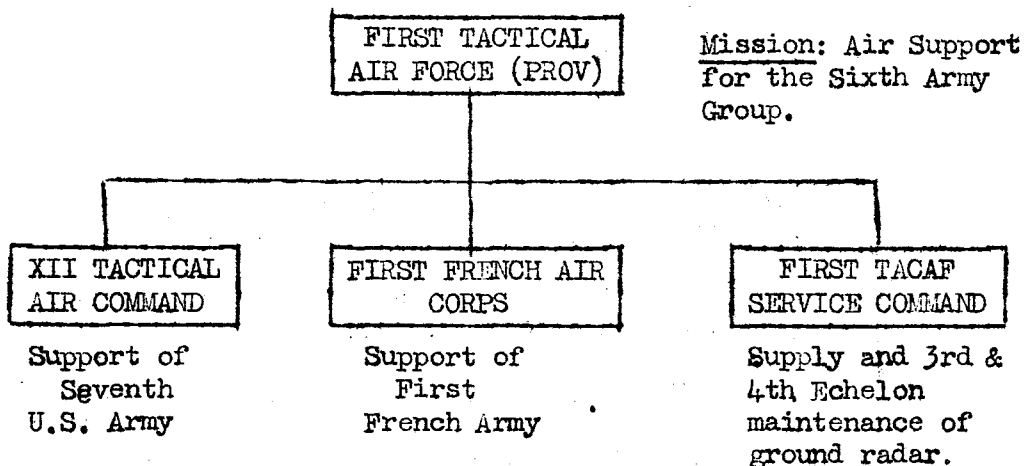 FIRST TACTICAL
AIR FORCE (PROV)
Mission: Air Support
for the Sixth Army
Group.
XII TACTICAL
AIR COMMAND
Support of
Seventh
U.S. Army
FIRST FRENCH AIR
CORPS
Support of
First
French Army
FIRST TACAF
SERVICE COMMAND
Supply and 3rd &
4th Echelon
maintenance of
ground radar.